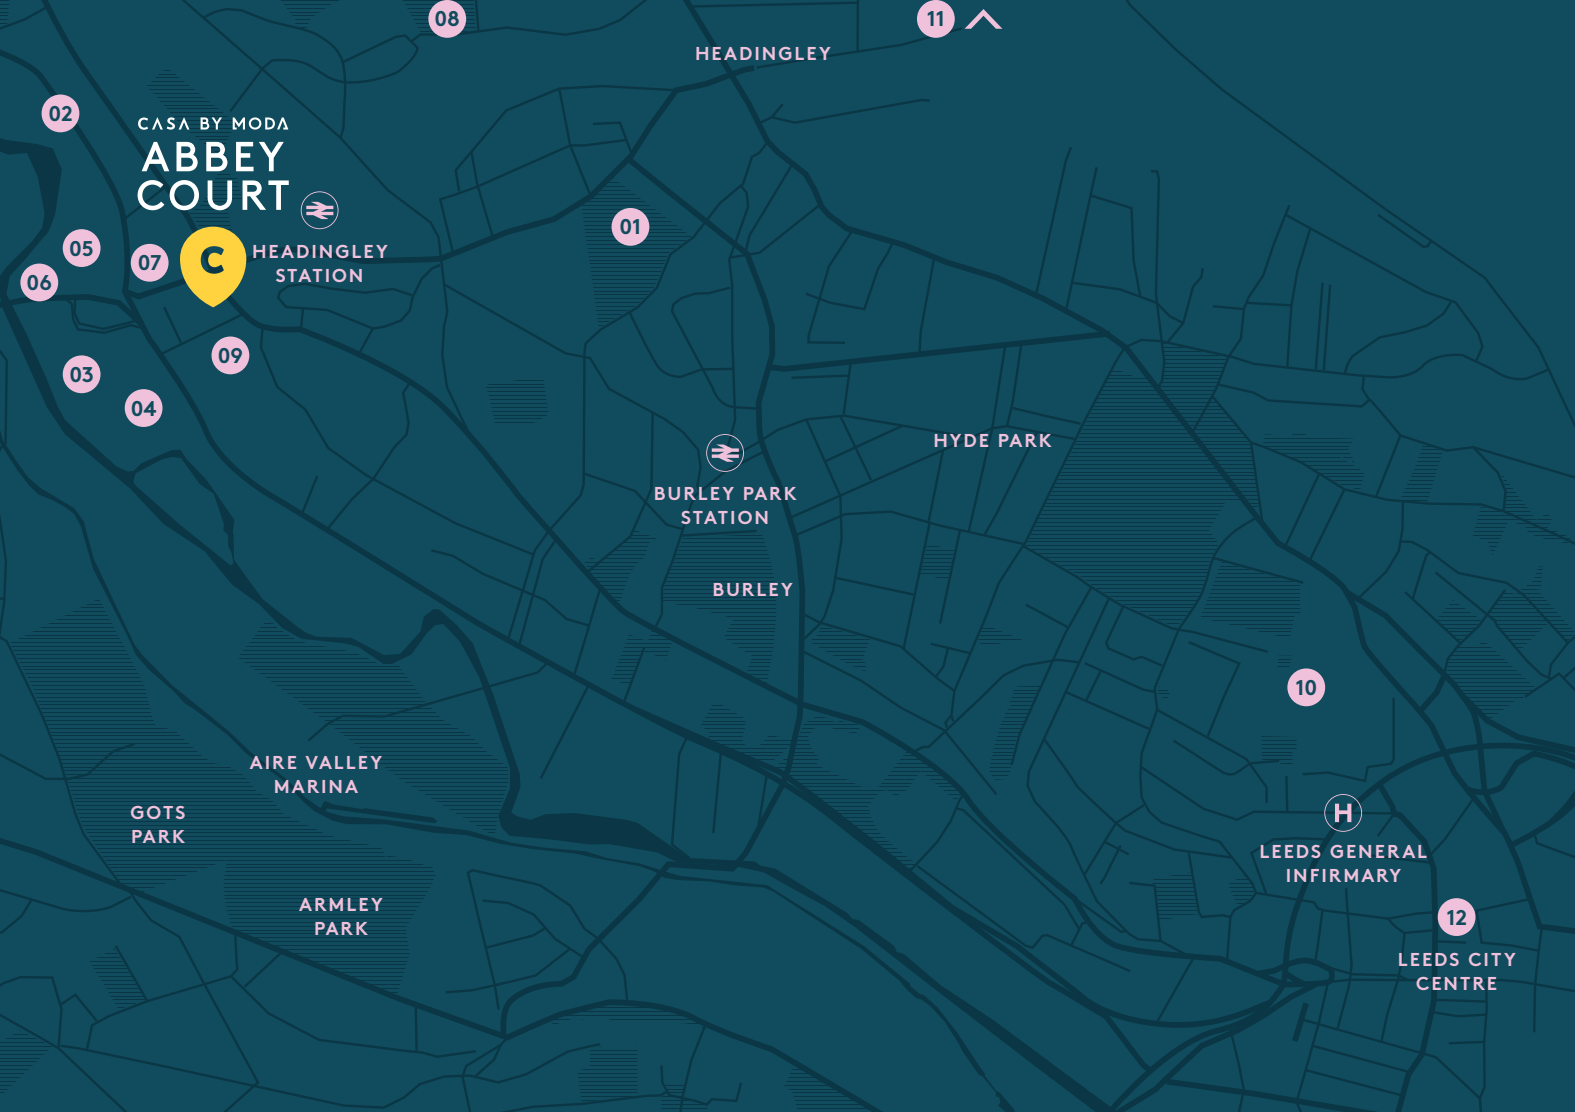 08
11
HEADINGLEY
02
CASA BY MODA
ABBEY
COURT
01
05
07
C
HEADINGLEY
STATION
06
09
03
04
HYDE PARK
BURLEY PARK
STATION
BURLEY
10
AIRE VALLEY
MARINA
GOTS
PARK
H
LEEDS GENERAL
INFIRMARY
ARMLEY
PARK
12
LEEDS CITY
CENTRE